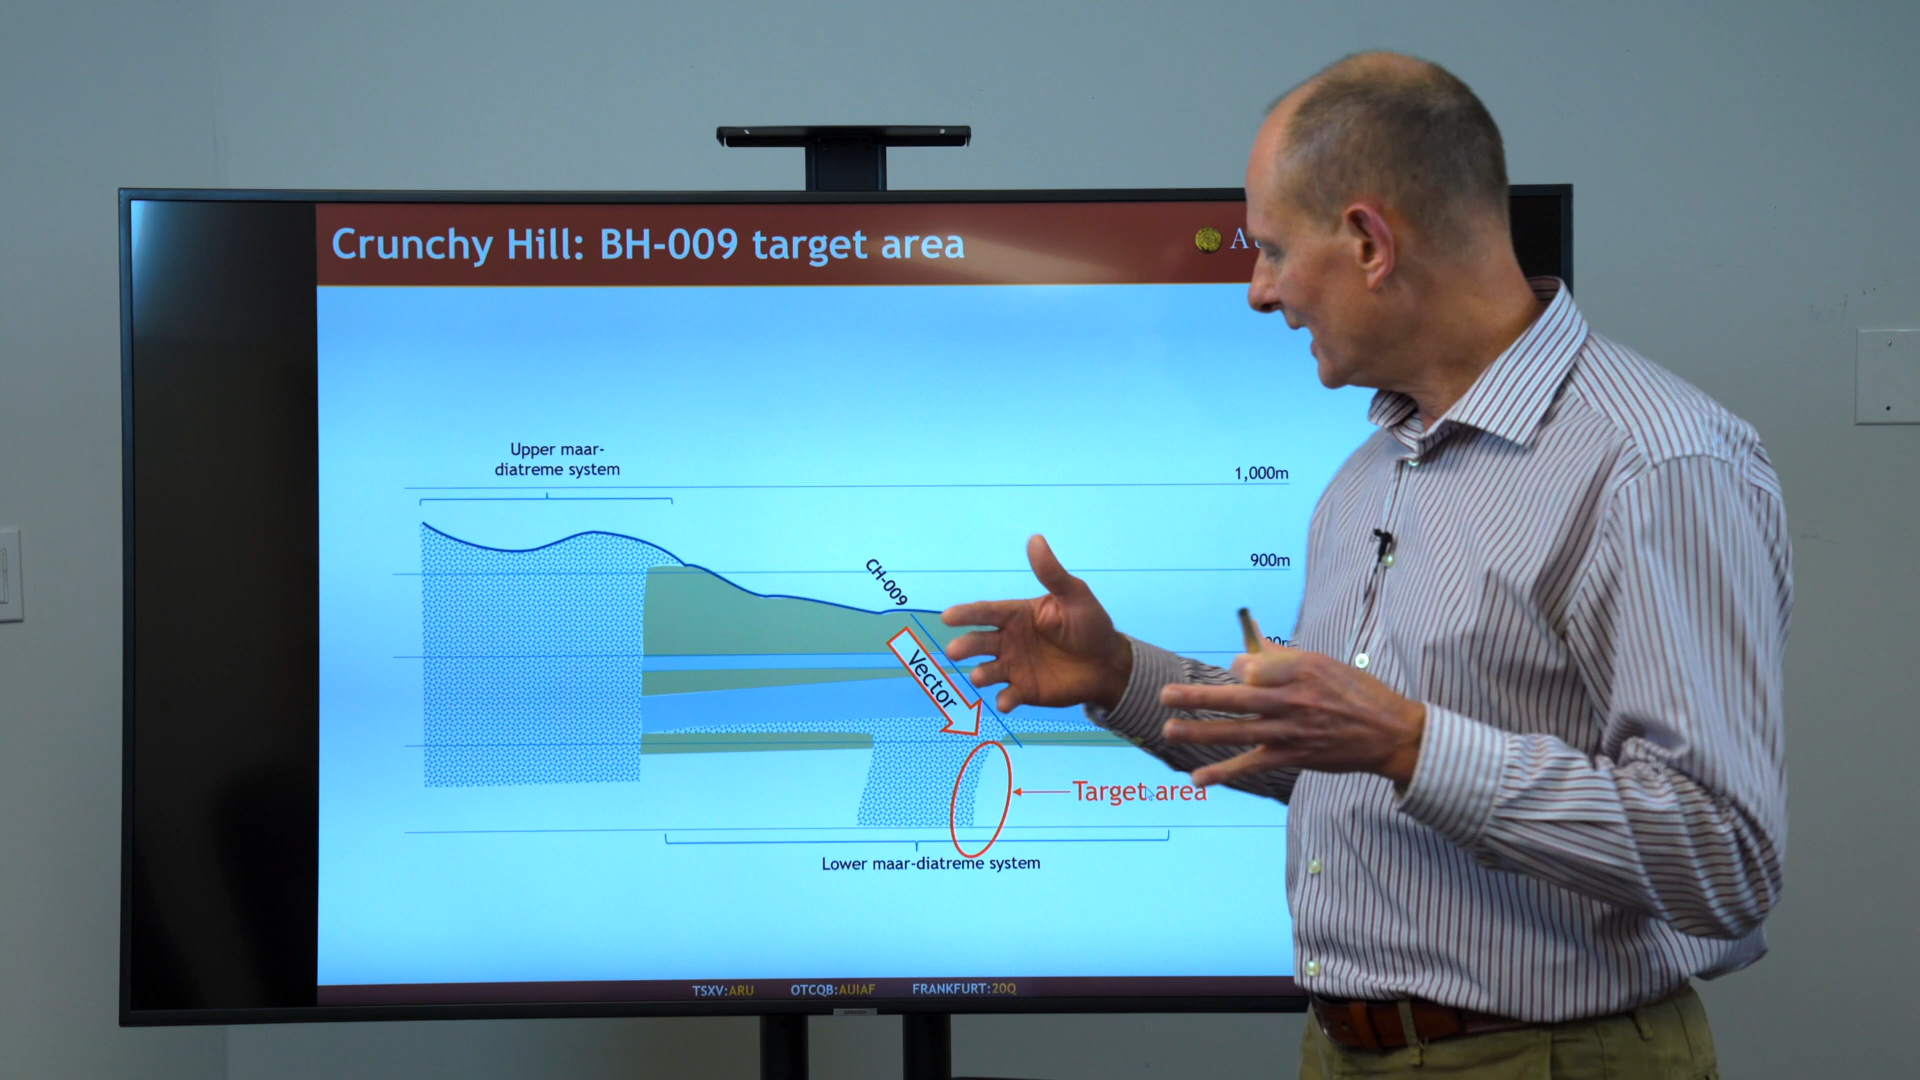 Crunchy Hill: BH-009 target area
Upper maar-
diatreme system
1,000m
900m
CH-009
Vector
Target area
Lower maar-diatreme system
TSXV:ARU OTCQB:AUIAF FRANKFURT:20Q
SAMSUNG